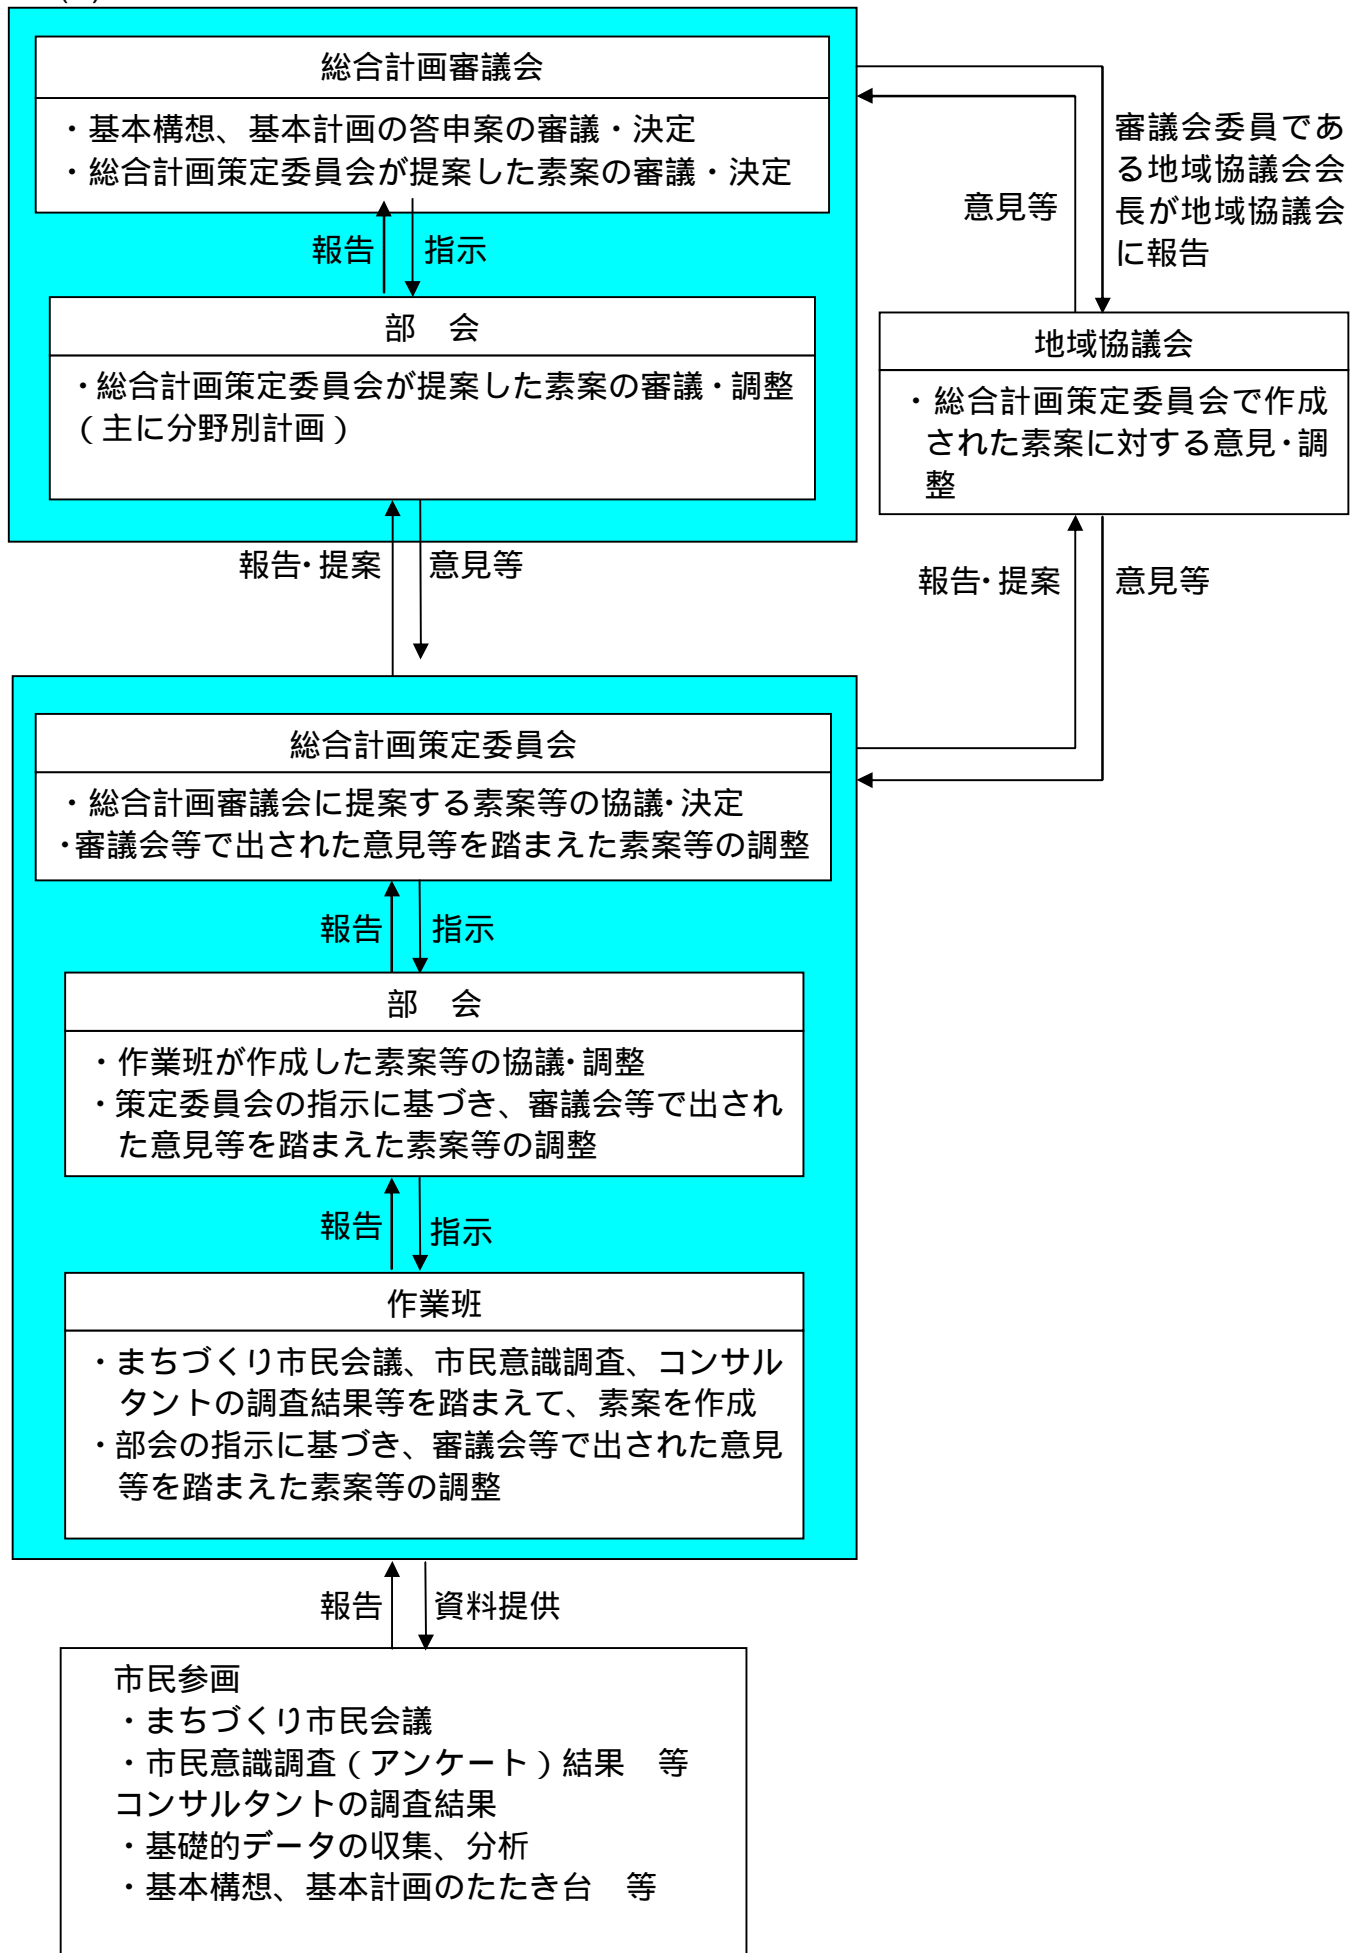 総合計画審議会
・基本構想、基本計画の答申案の審議・決定
・総合計画策定委員会が提案した素案の審議・決定
報告
指示
部　会
・総合計画策定委員会が提案した素案の審議・調整
（主に分野別計画）
審議会委員であ
る地域協議会会
長が地域協議会
に報告
意見等
地域協議会
・総合計画策定委員会で作成
された素案に対する意見・調
整
報告・提案
意見等
報告・提案
意見等
総合計画策定委員会
・総合計画審議会に提案する素案等の協議・決定
・審議会等で出された意見等を踏まえた素案等の調整
報告
指示
部　会
・作業班が作成した素案等の協議・調整
・策定委員会の指示に基づき、審議会等で出され
た意見等を踏まえた素案等の調整
報告
指示
作業班
・まちづくり市民会議、市民意識調査、コンサル
タントの調査結果等を踏まえて、素案を作成
・部会の指示に基づき、審議会等で出された意見
等を踏まえた素案等の調整
報告
資料提供
市民参画
・まちづくり市民会議
・市民意識調査（アンケート）結果　等
コンサルタントの調査結果
・基礎的データの収集、分析
・基本構想、基本計画のたたき台　等